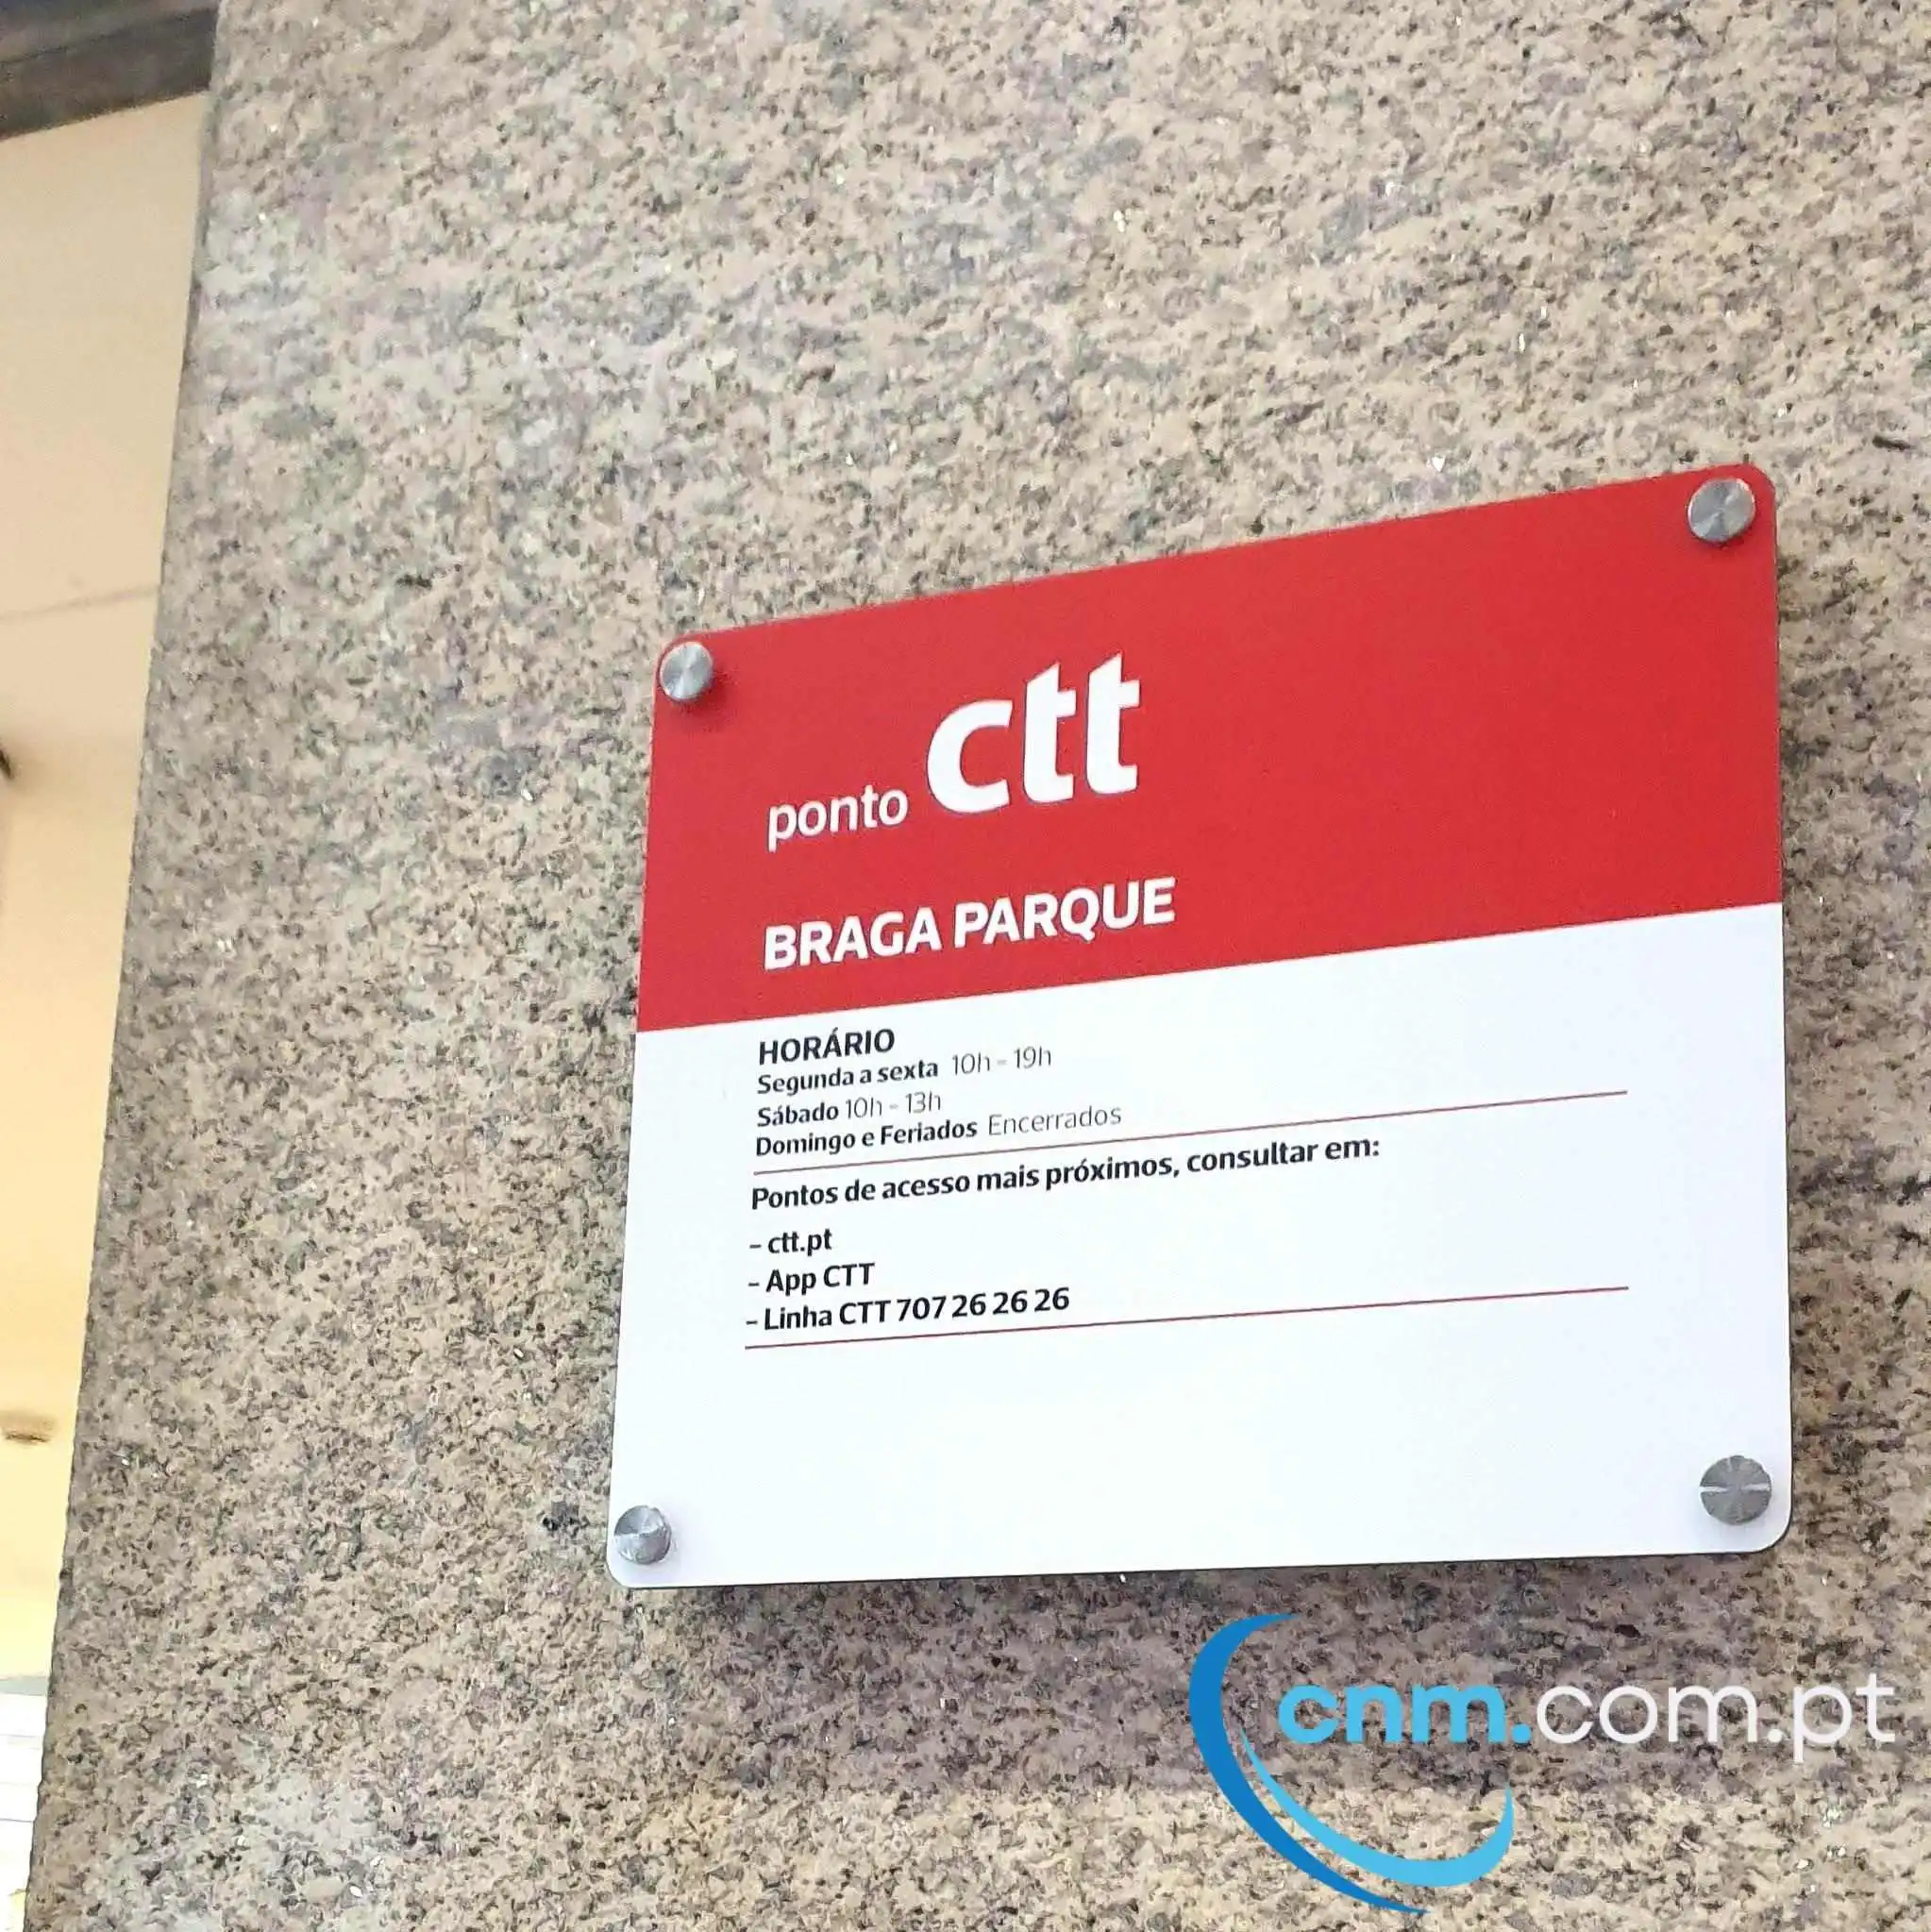 ponto ctt
BRAGA PARQUE
HORÁRIO
Segunda a sexta 10h - 19h
Sábado 10h - 13h
Domingo e Feriados Encerrados
Pontos de acesso mais próximos, consultar em:
- ctt.pt
- App CTT
- Linha CTT 707 26 26 26
cnm.com.pt